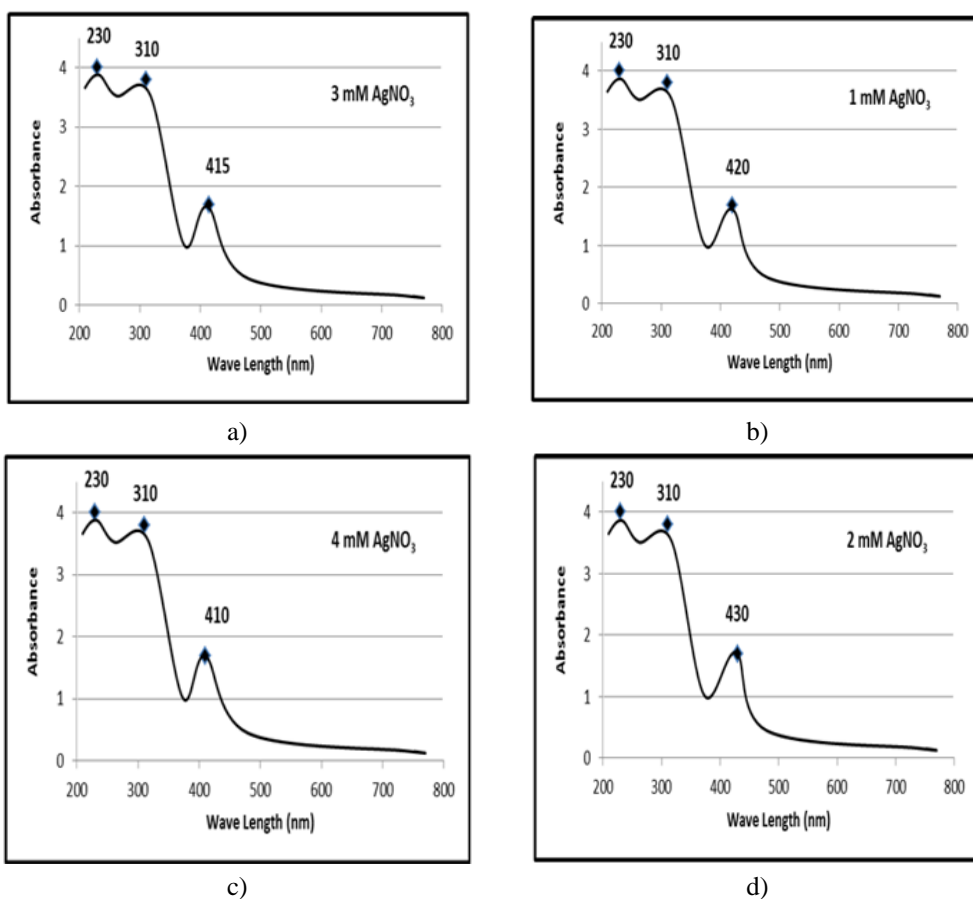 230
310
3 mM AgNO₃
415
4
3
2
1
0
Absorbance
200 300 400 500 600 700 800
Wave Length (nm)
a)
230
310
1 mM AgNO₃
420
4
3
2
1
0
Absorbance
200 300 400 500 600 700 800
Wave Length (nm)
b)
230
310
4 mM AgNO₃
410
4
3
2
1
0
Absorbance
200 300 400 500 600 700 800
Wave Length (nm)
c)
230
310
2 mM AgNO₃
430
4
3
2
1
0
Absorbance
200 300 400 500 600 700 800
Wave Length (nm)
d)